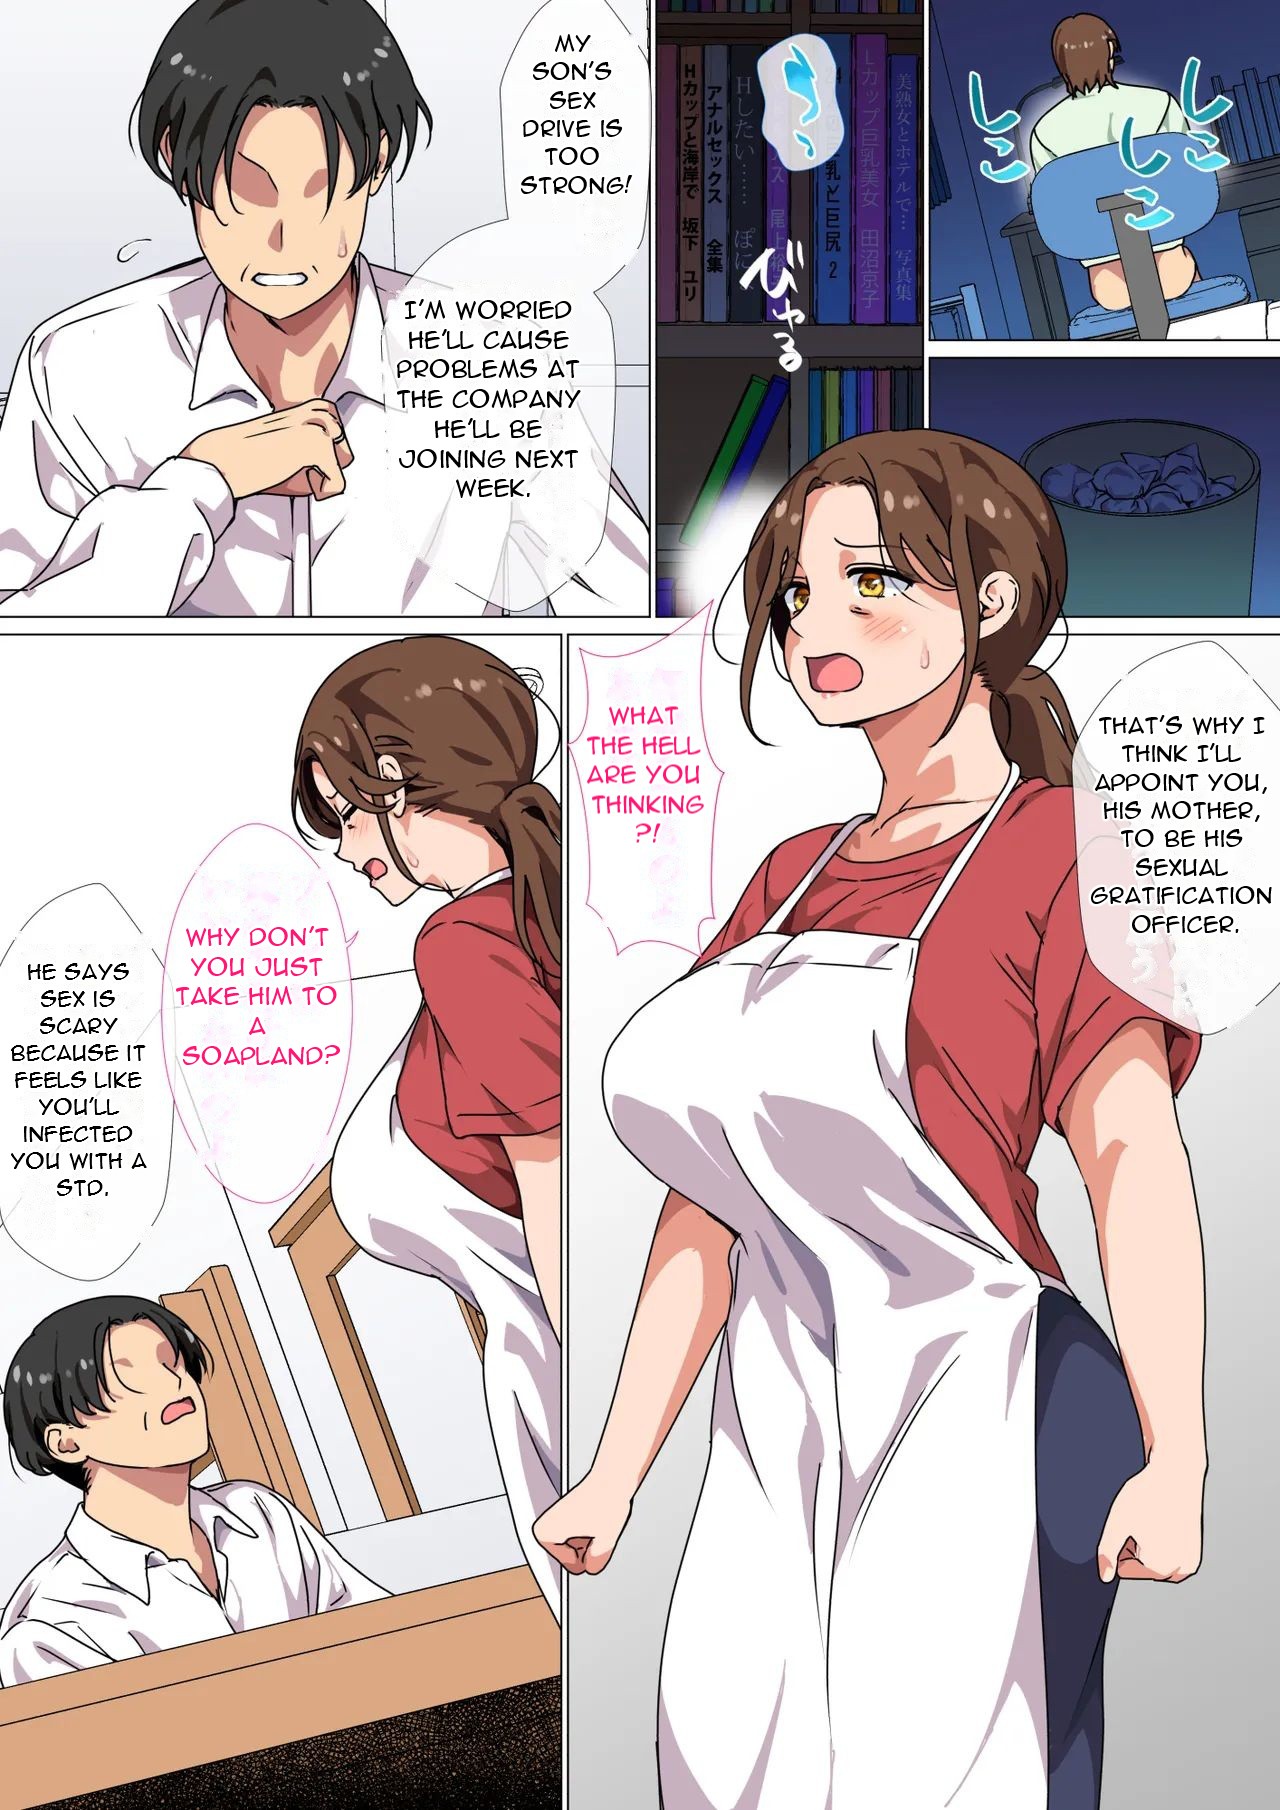 MY
SON'S
SEX
DRIVE IS
TOO
STRONG!
I'M WORRIED
HE'LL CAUSE
PROBLEMS AT
THE COMPANY
HE'LL BE
JOINING NEXT
WEEK.
美熟女とホテルで… 写真集
Lカップ巨乳美女 田沼京子
巨乳と巨尻 2
Hしたい…… ぽに
アナルセックス 全集
Hカップと海岸で 坂下 ユリ
びゅる
しこ
しこ
しこ
THAT'S WHY I
THINK I'LL
APPOINT YOU,
HIS MOTHER,
TO BE HIS
SEXUAL
GRATIFICATION
OFFICER.
WHAT
THE HELL
ARE YOU
THINKING
?!
WHY DON'T
YOU JUST
TAKE HIM TO
A
SOAPLAND?
HE SAYS
SEX IS
SCARY
BECAUSE IT
FEELS LIKE
YOU'LL
INFECTED
YOU WITH A
STD.